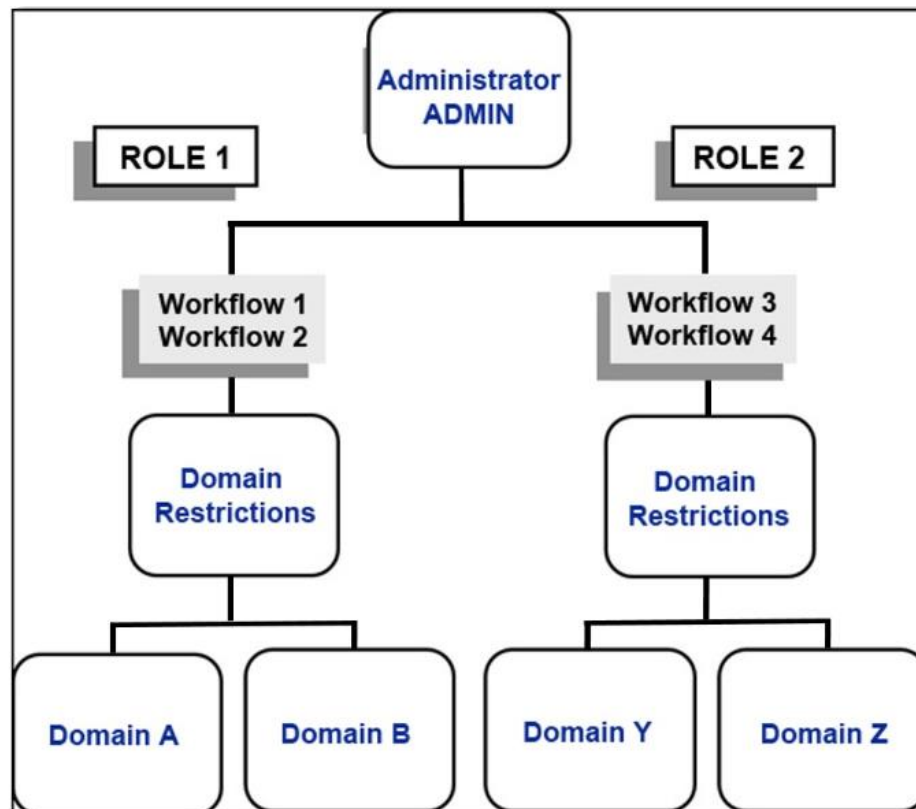 Administrator
ADMIN
ROLE 1
ROLE 2
Workflow 1
Workflow 2
Workflow 3
Workflow 4
Domain
Restrictions
Domain
Restrictions
Domain A
Domain B
Domain Y
Domain Z